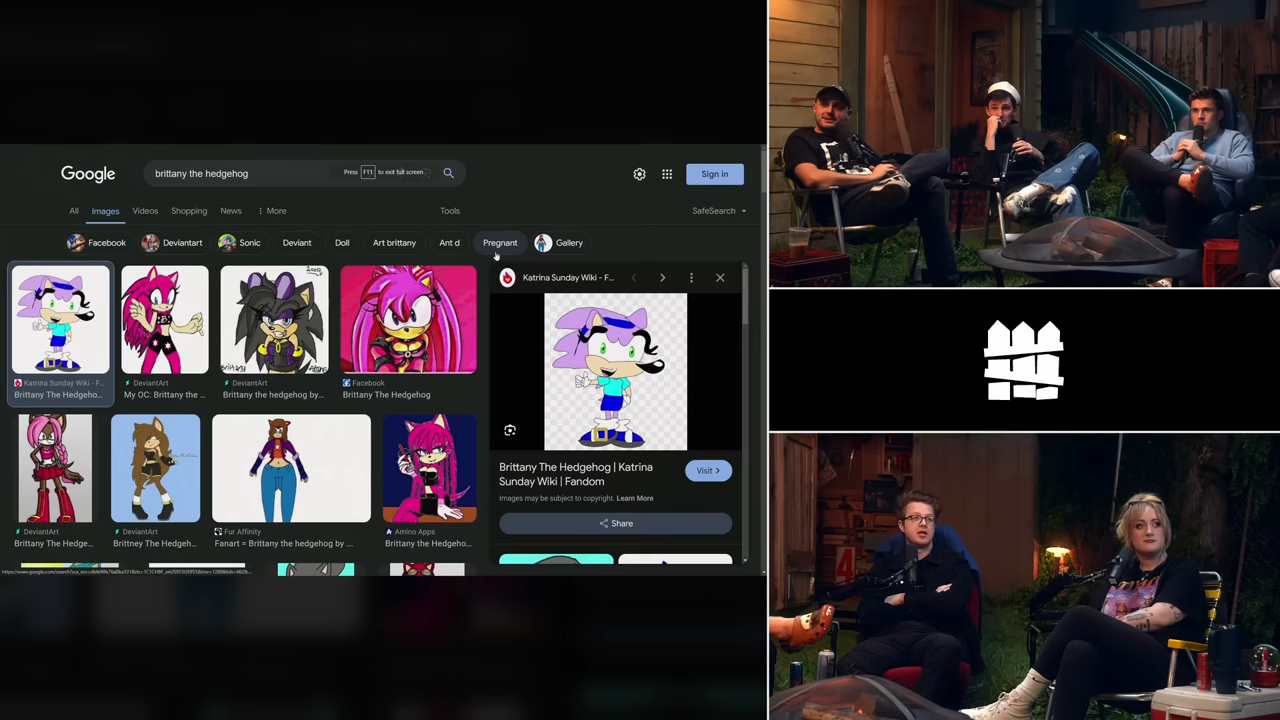 Google
brittany the hedgehog
Press F11 to exit full screen
Sign in
All Images Videos Shopping News More
Tools
SafeSearch
Facebook Deviantart Sonic Deviant Doll Art brittany Ant d Pregnant Gallery
Katrina Sunday Wiki - F...
Brittany The Hedgeho...
DeviantArt
My OC: Brittany the ...
DeviantArt
Brittany the hedgehog by...
Facebook
Brittany The Hedgehog
DeviantArt
Brittany The Hedge...
DeviantArt
Brittney The Hedgeh...
Fur Affinity
Fanart = Brittany the hedgehog by ...
Amino Apps
Brittany the Hedgeho...
Katrina Sunday Wiki - F...
Brittany The Hedgehog | Katrina
Sunday Wiki | Fandom
Visit
Images may be subject to copyright. Learn More
Share